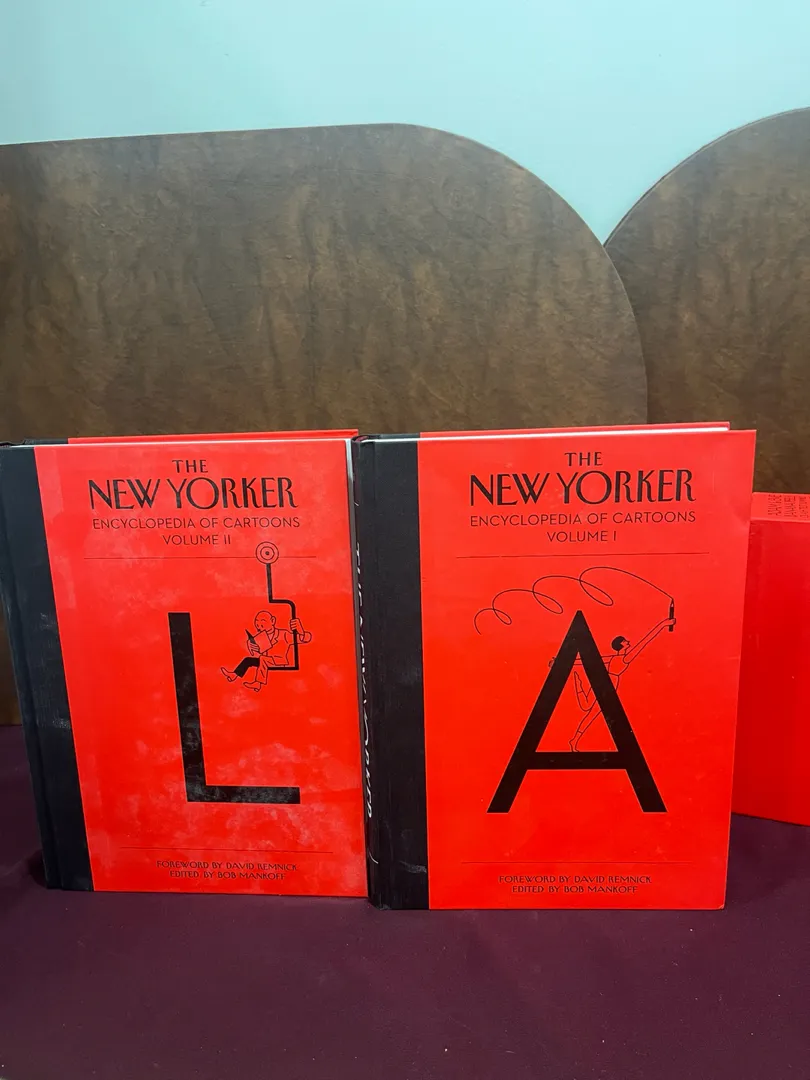 THE
NEW YORKER
ENCYCLOPEDIA OF CARTOONS
VOLUME II
L
FOREWORD BY DAVID REMNICK
EDITED BY BOB MANKOFF
THE
NEW YORKER
ENCYCLOPEDIA OF CARTOONS
VOLUME I
A
FOREWORD BY DAVID REMNICK
EDITED BY BOB MANKOFF